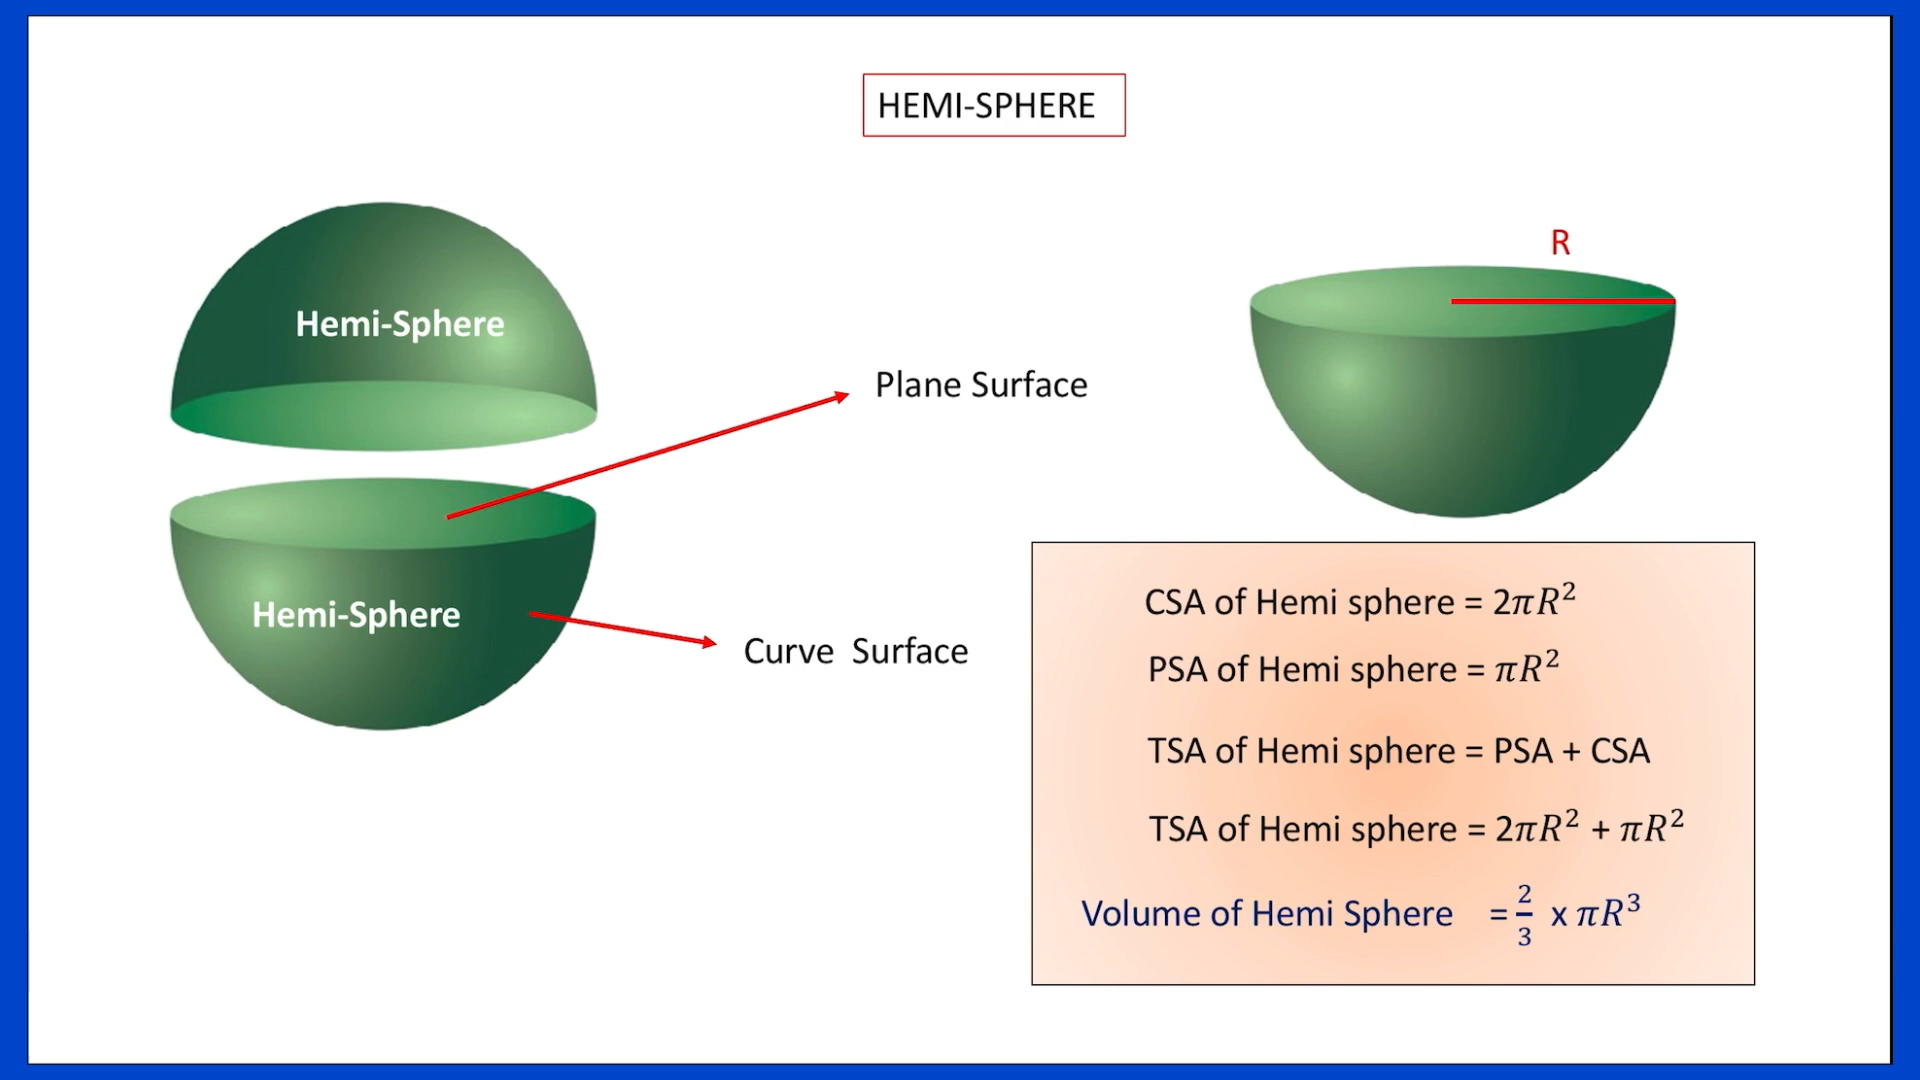 HEMI-SPHERE
Hemi-Sphere
R
Plane Surface
Hemi-Sphere
Curve Surface
CSA of Hemi sphere = 2𝜋𝑅²
PSA of Hemi sphere = 𝜋𝑅²
TSA of Hemi sphere = PSA + CSA
TSA of Hemi sphere = 2𝜋𝑅² + 𝜋𝑅²
Volume of Hemi Sphere = 2/3 x 𝜋𝑅³